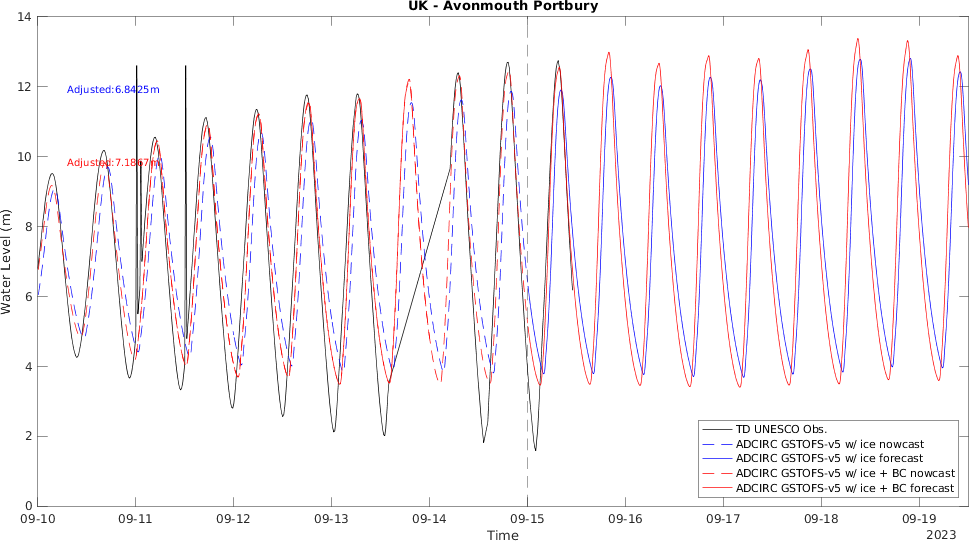 UK - Avonmouth Portbury
14
12
10
8
6
4
2
0
Water Level (m)
Adjusted:6.8425m
Adjusted:7.1867m
TD UNESCO Obs.
ADCIRC GSTOFS-v5 w/ ice nowcast
ADCIRC GSTOFS-v5 w/ ice forecast
ADCIRC GSTOFS-v5 w/ ice + BC nowcast
ADCIRC GSTOFS-v5 w/ ice + BC forecast
09-10 09-11 09-12 09-13 09-14 09-15 09-16 09-17 09-18 09-19
Time
2023